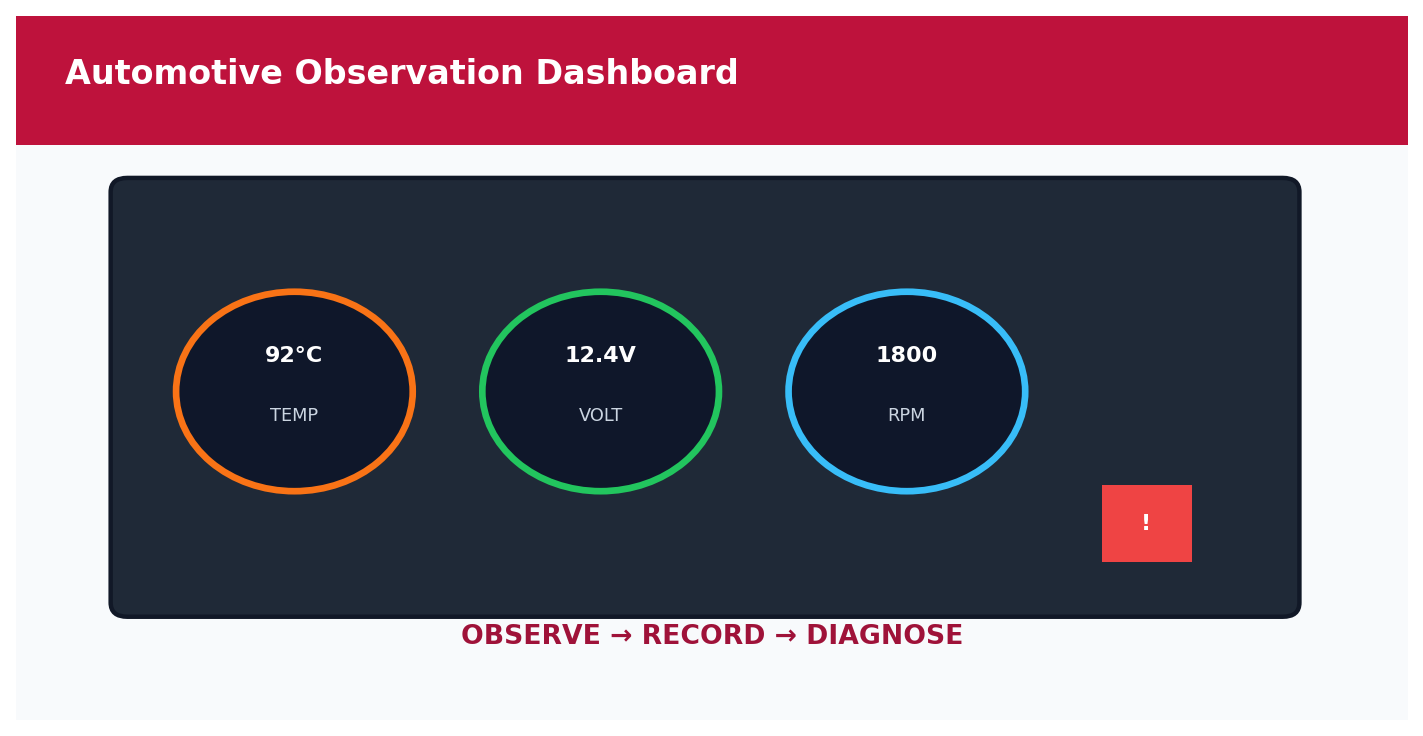 Automotive Observation Dashboard
92°C
TEMP
12.4V
VOLT
1800
RPM
!
OBSERVE → RECORD → DIAGNOSE